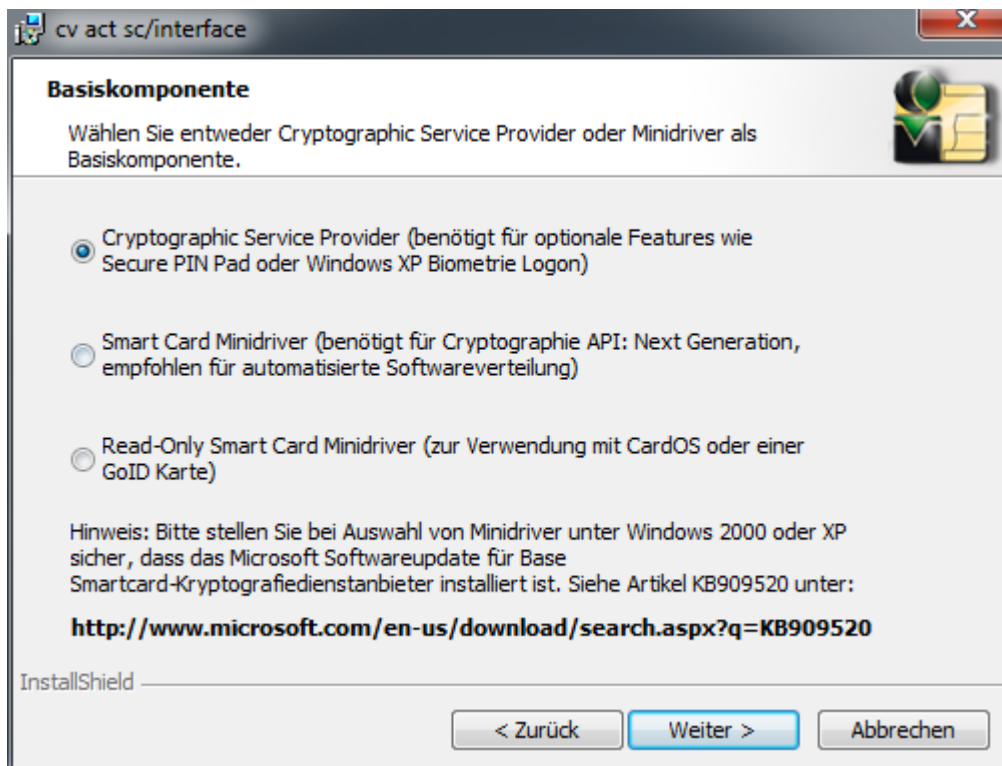 cv act sc/interface
Basiskomponente
Wählen Sie entweder Cryptographic Service Provider oder Minidriver als
Basiskomponente.
Cryptographic Service Provider (benötigt für optionale Features wie
Secure PIN Pad oder Windows XP Biometrie Logon)
Smart Card Minidriver (benötigt für Cryptographie API: Next Generation,
empfohlen für automatisierte Softwareverteilung)
Read-Only Smart Card Minidriver (zur Verwendung mit CardOS oder einer
GoID Karte)
Hinweis: Bitte stellen Sie bei Auswahl von Minidriver unter Windows 2000 oder XP
sicher, dass das Microsoft Softwareupdate für Base
Smartcard-Kryptografiedienstanbieter installiert ist. Siehe Artikel KB909520 unter:
http://www.microsoft.com/en-us/download/search.aspx?q=KB909520
InstallShield
< Zurück
Weiter >
Abbrechen